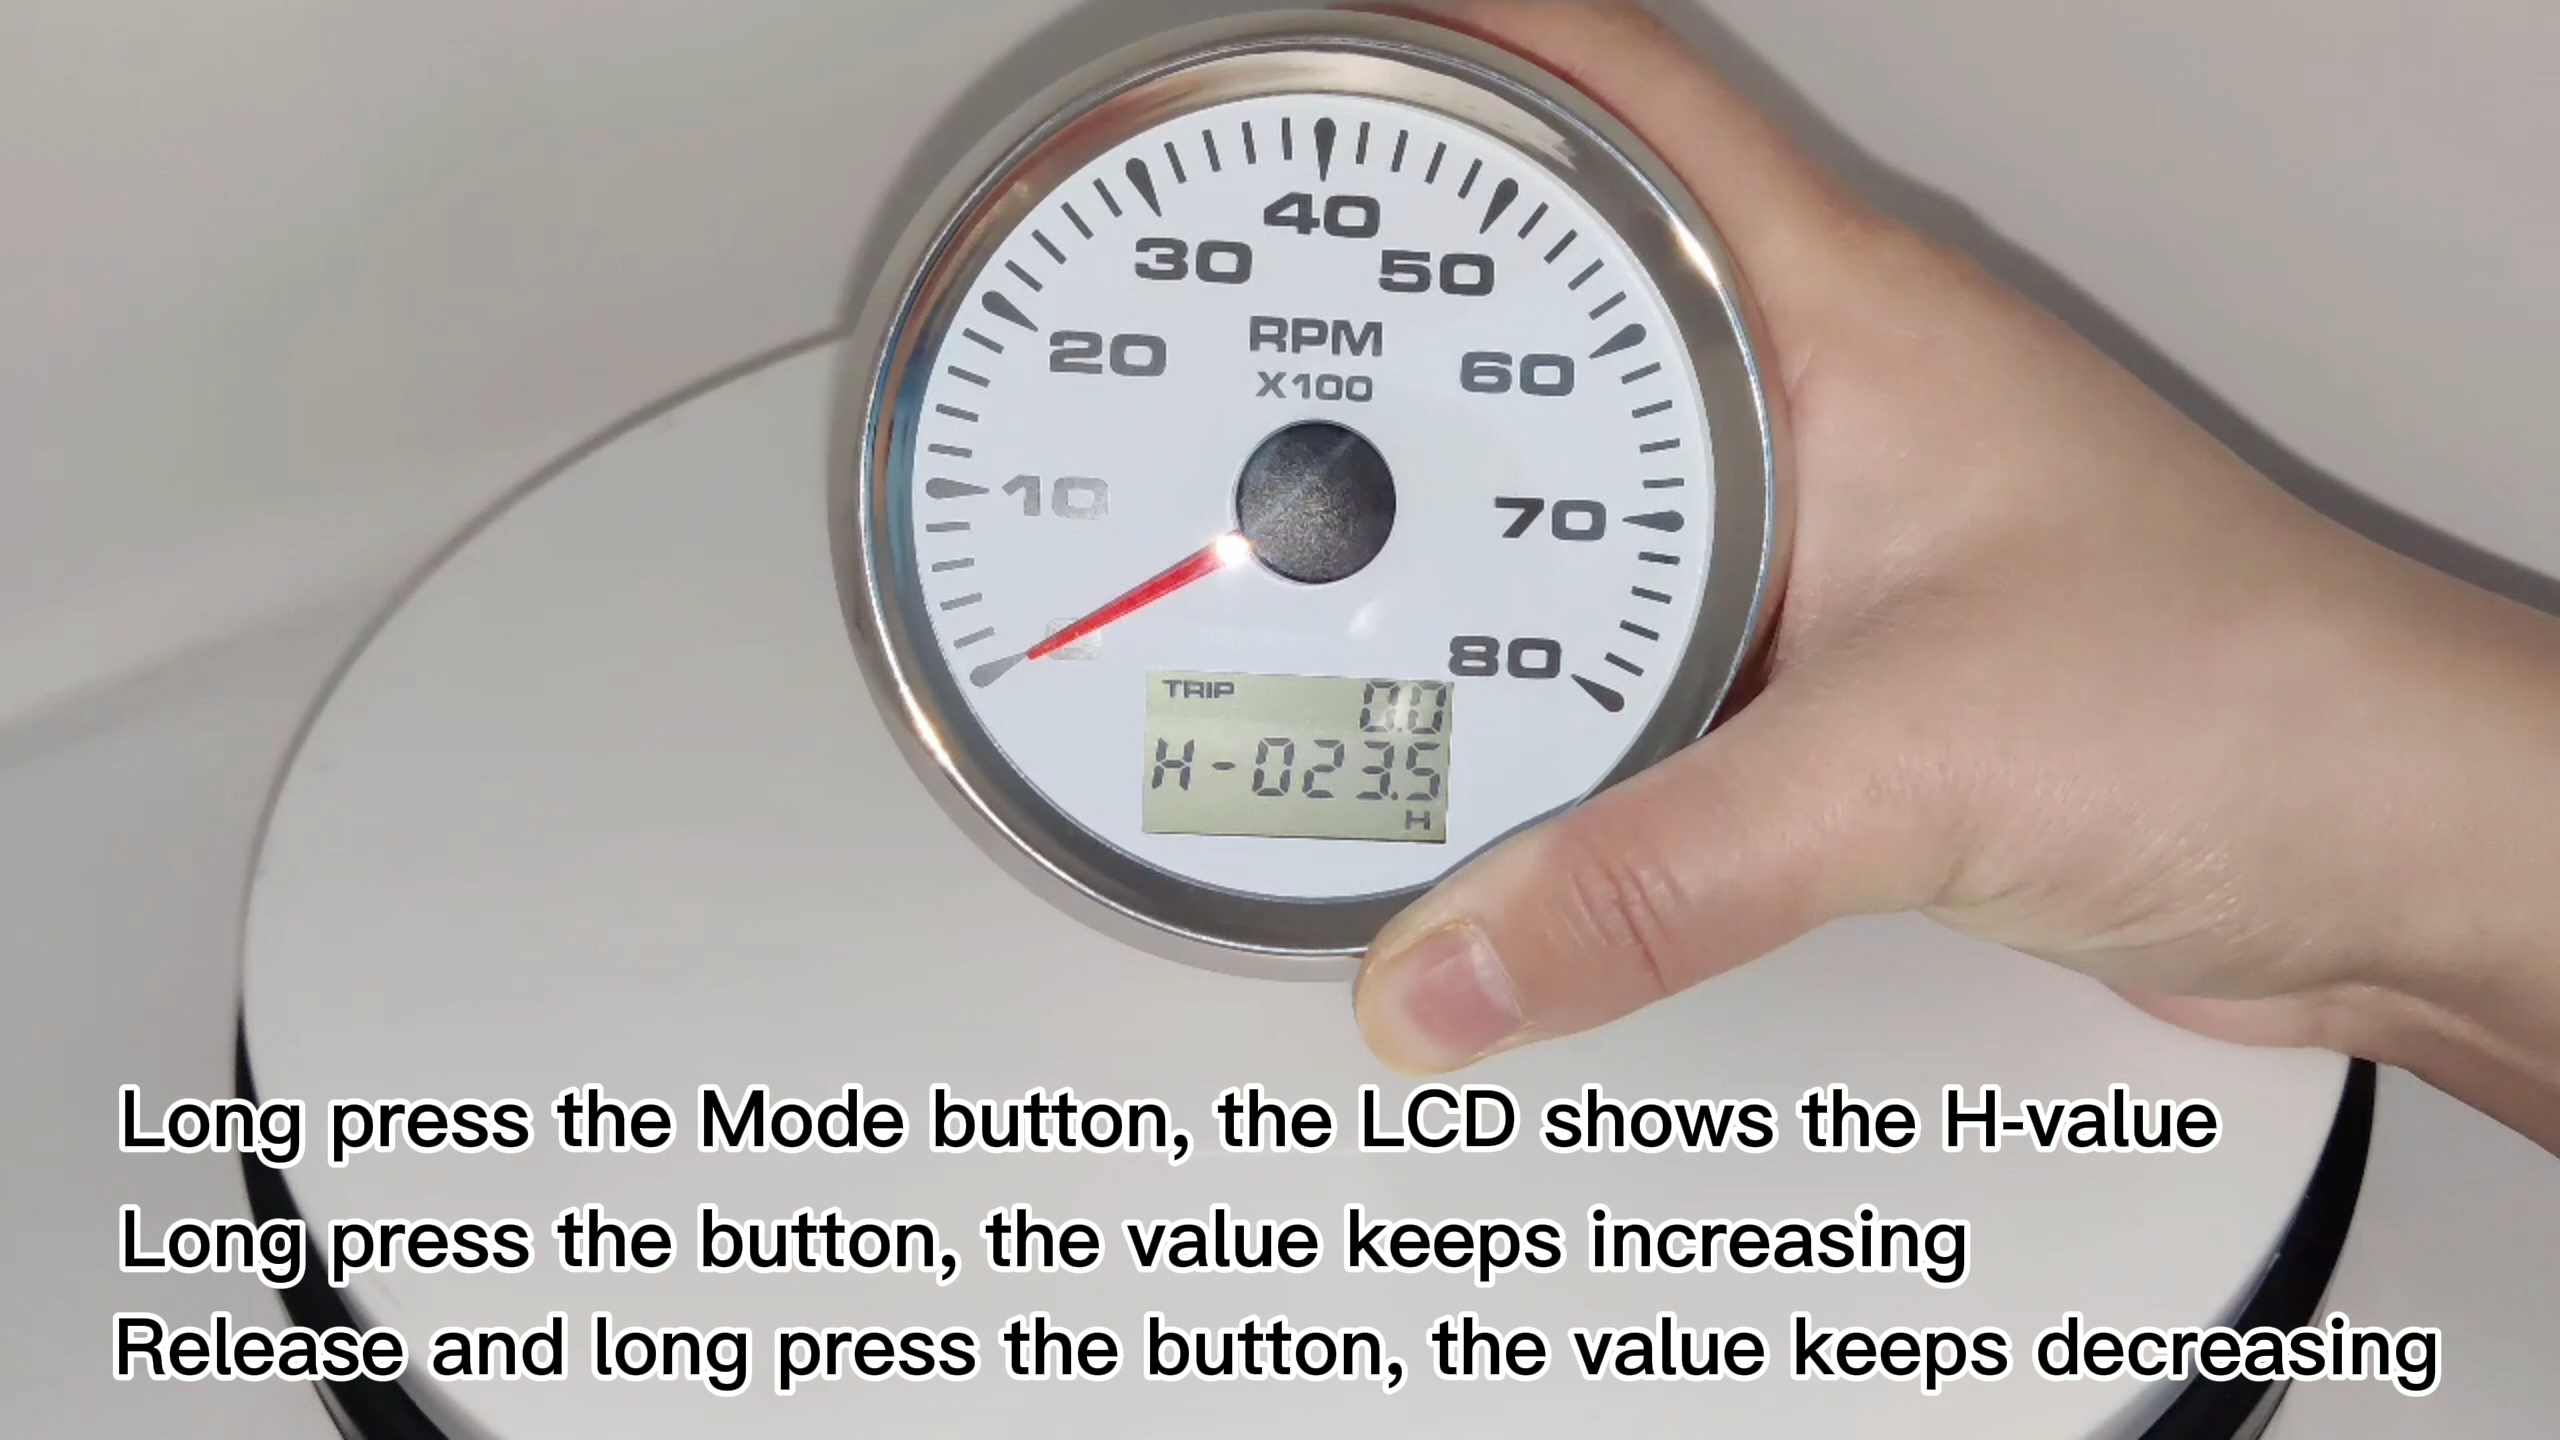 40
30
50
RPM
20
60
X100
10
70
80
TRIP
0.0
H-023.5
H
Long press the Mode button, the LCD shows the H-value
Long press the button, the value keeps increasing
Release and long press the button, the value keeps decreasing